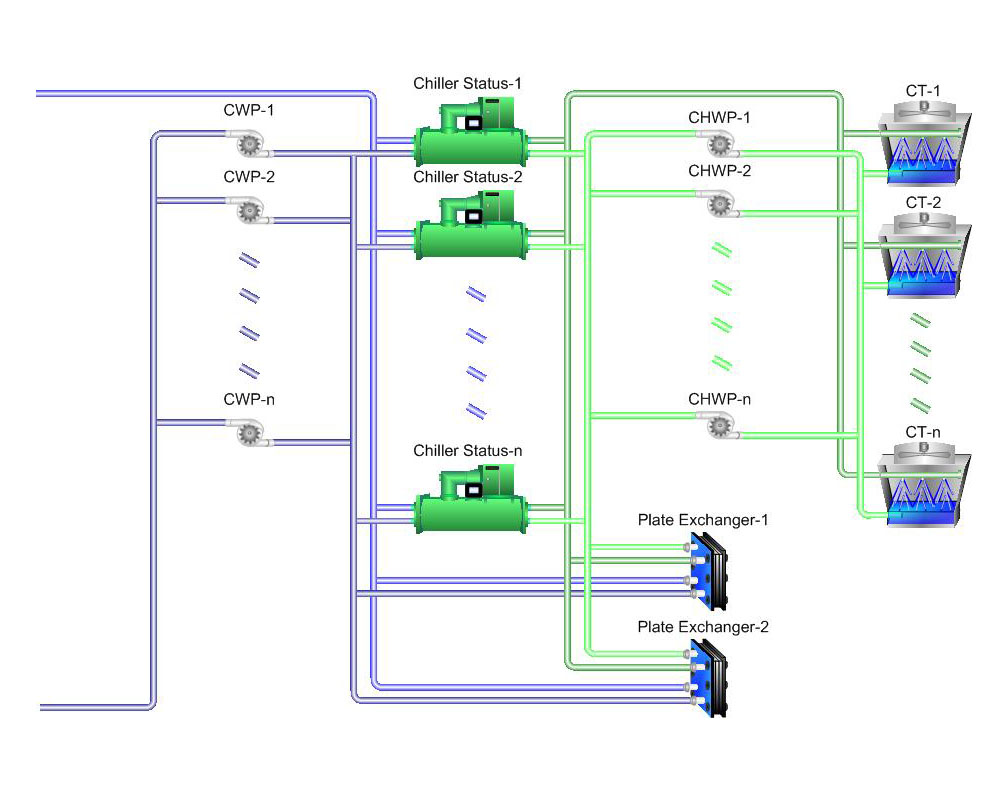 Chiller Status-1
CT-1
CWP-1
CHWP-1
CWP-2
Chiller Status-2
CHWP-2
CT-2
CWP-n
CHWP-n
CT-n
Chiller Status-n
Plate Exchanger-1
Plate Exchanger-2